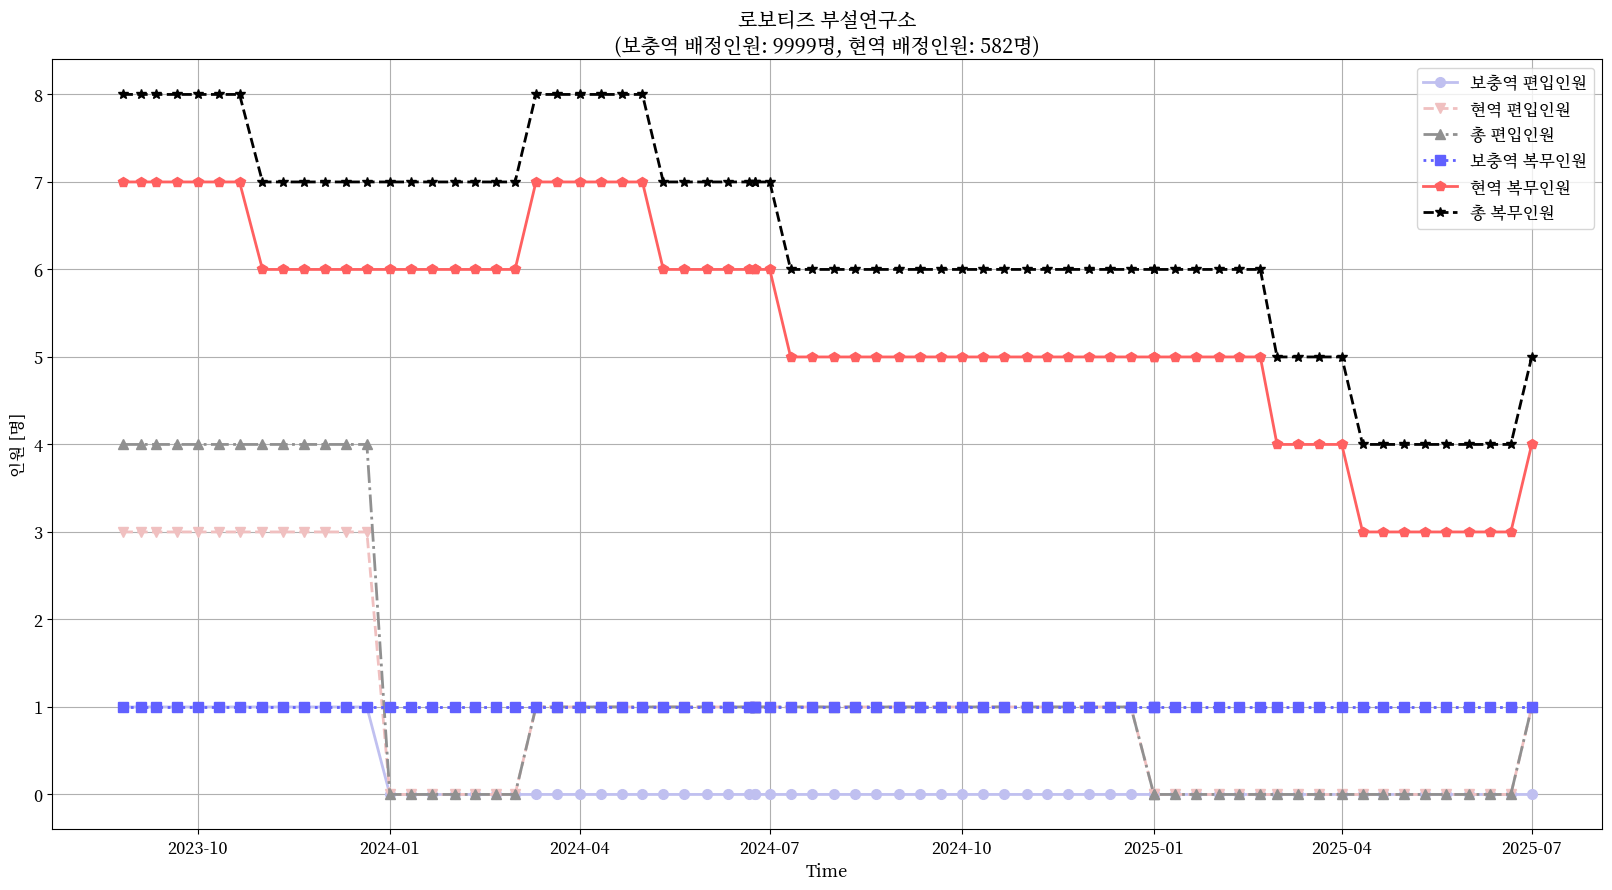 로보티즈 부설연구소
(보충역 배정인원: 9999명, 현역 배정인원: 582명)
보충역 편입인원
현역 편입인원
총 편입인원
보충역 복무인원
현역 복무인원
총 복무인원
인원 [명]
8
7
6
5
4
3
2
1
0
2023-10
2024-01
2024-04
2024-07
2024-10
2025-01
2025-04
2025-07
Time